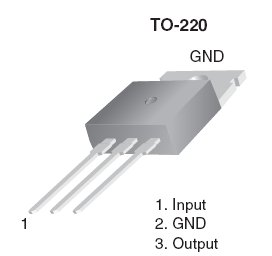 TO-220
GND
1
1. Input
2. GND
3. Output